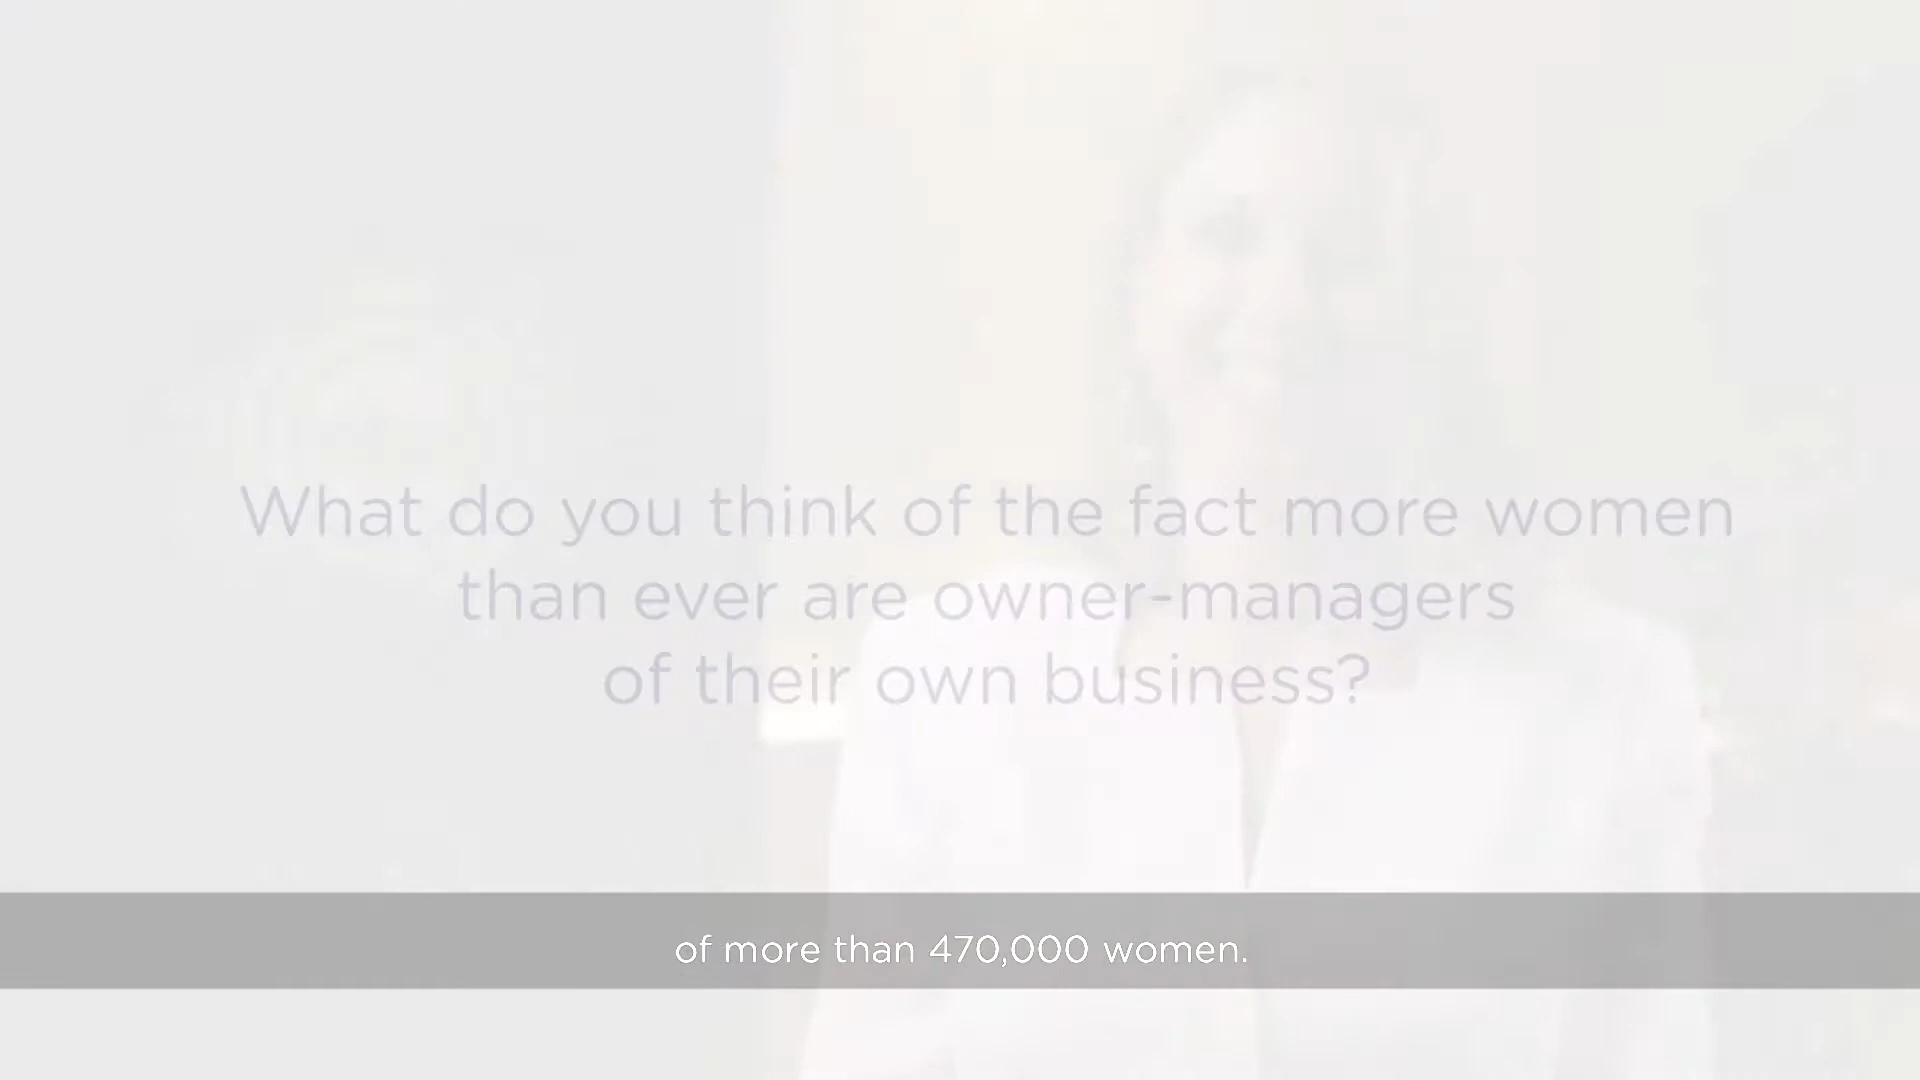 What do you think of the fact more women
than ever are owner-managers
of their own business?
of more than 470,000 women.